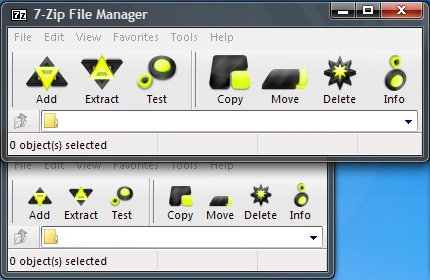 7z 7-Zip File Manager
File Edit View Favorites Tools Help
Add Extract Test Copy Move Delete Info
0 object(s) selected
File Edit View Favorites Tools Help
Add Extract Test Copy Move Delete Info
0 object(s) selected